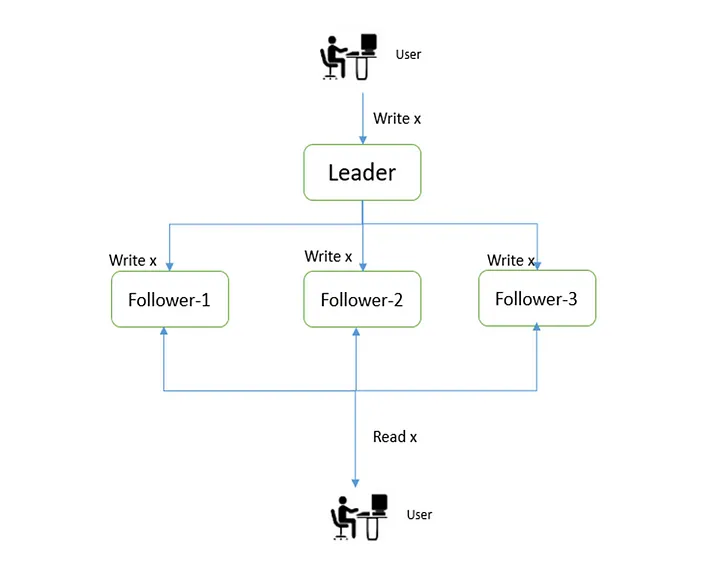 User
Write x
Leader
Write x
Write x
Write x
Follower-1
Follower-2
Follower-3
Read x
User